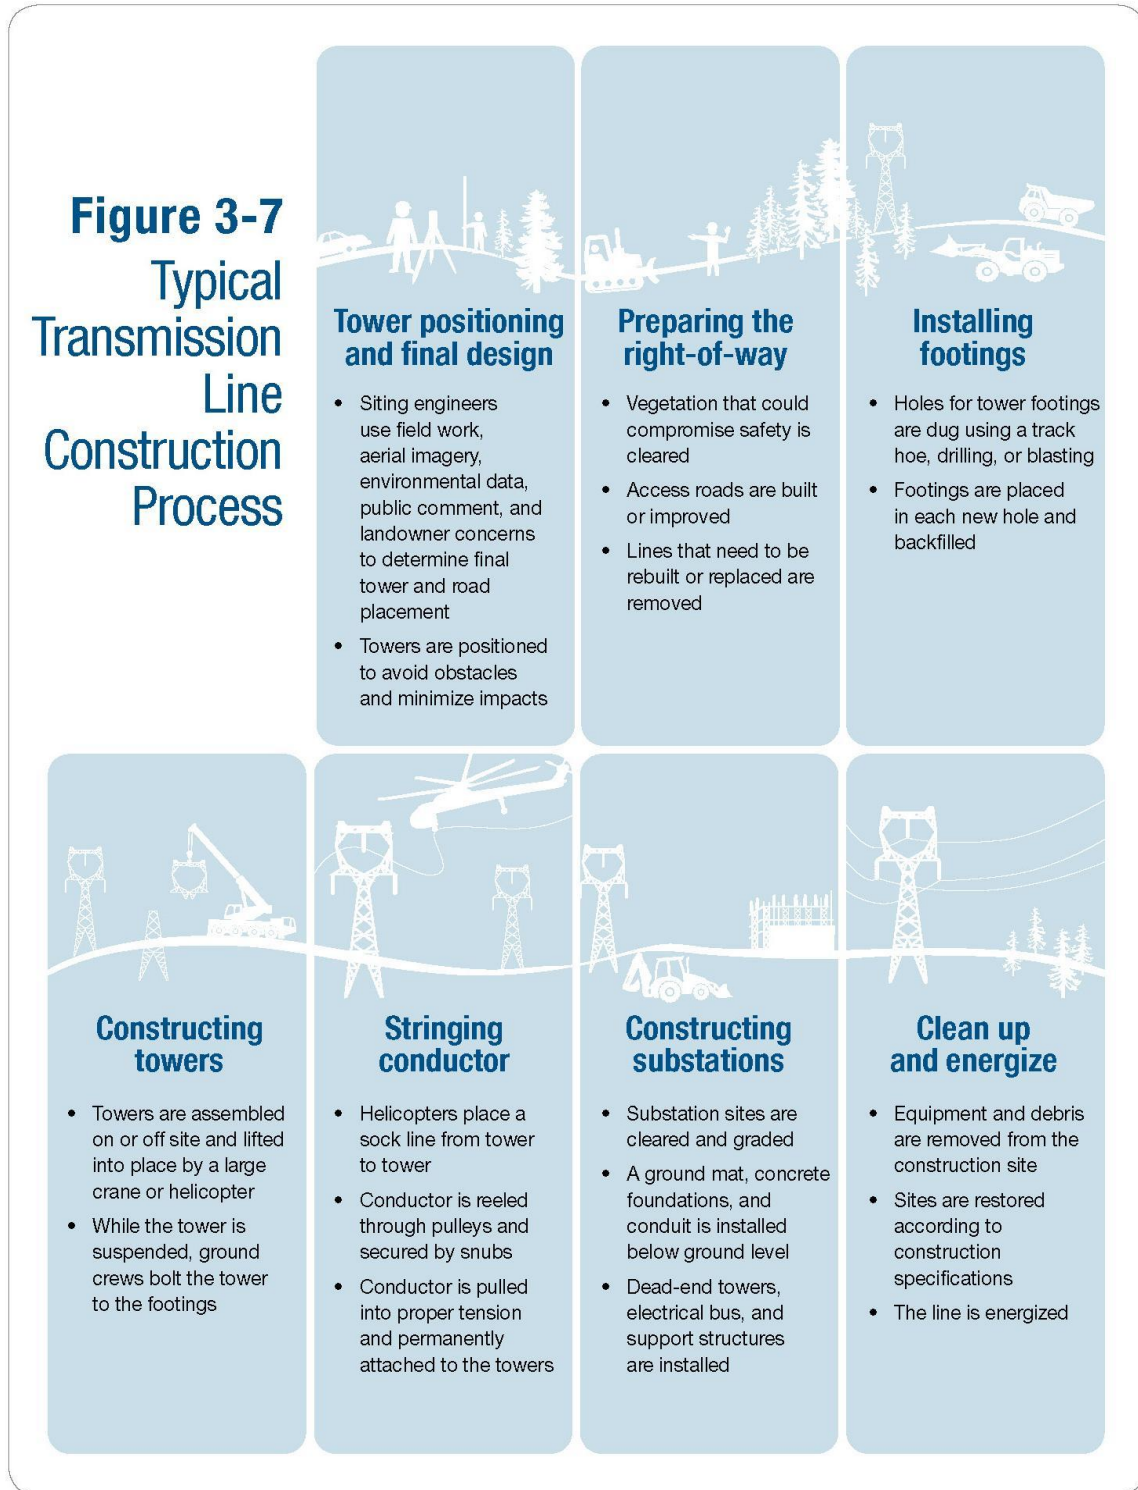 Figure 3-7
Typical
Transmission
Line
Construction
Process
Tower positioning
and final design
• Siting engineers
use field work,
aerial imagery,
environmental data,
public comment, and
landowner concerns
to determine final
tower and road
placement
• Towers are positioned
to avoid obstacles
and minimize impacts
Preparing the
right-of-way
• Vegetation that could
compromise safety is
cleared
• Access roads are built
or improved
• Lines that need to be
rebuilt or replaced are
removed
Installing
footings
• Holes for tower footings
are dug using a track
hoe, drilling, or blasting
• Footings are placed
in each new hole and
backfilled
Constructing
towers
• Towers are assembled
on or off site and lifted
into place by a large
crane or helicopter
• While the tower is
suspended, ground
crews bolt the tower
to the footings
Stringing
conductor
• Helicopters place a
sock line from tower
to tower
• Conductor is reeled
through pulleys and
secured by snubs
• Conductor is pulled
into proper tension
and permanently
attached to the towers
Constructing
substations
• Substation sites are
cleared and graded
• A ground mat, concrete
foundations, and
conduit is installed
below ground level
• Dead-end towers,
electrical bus, and
support structures
are installed
Clean up
and energize
• Equipment and debris
are removed from the
construction site
• Sites are restored
according to
construction
specifications
• The line is energized